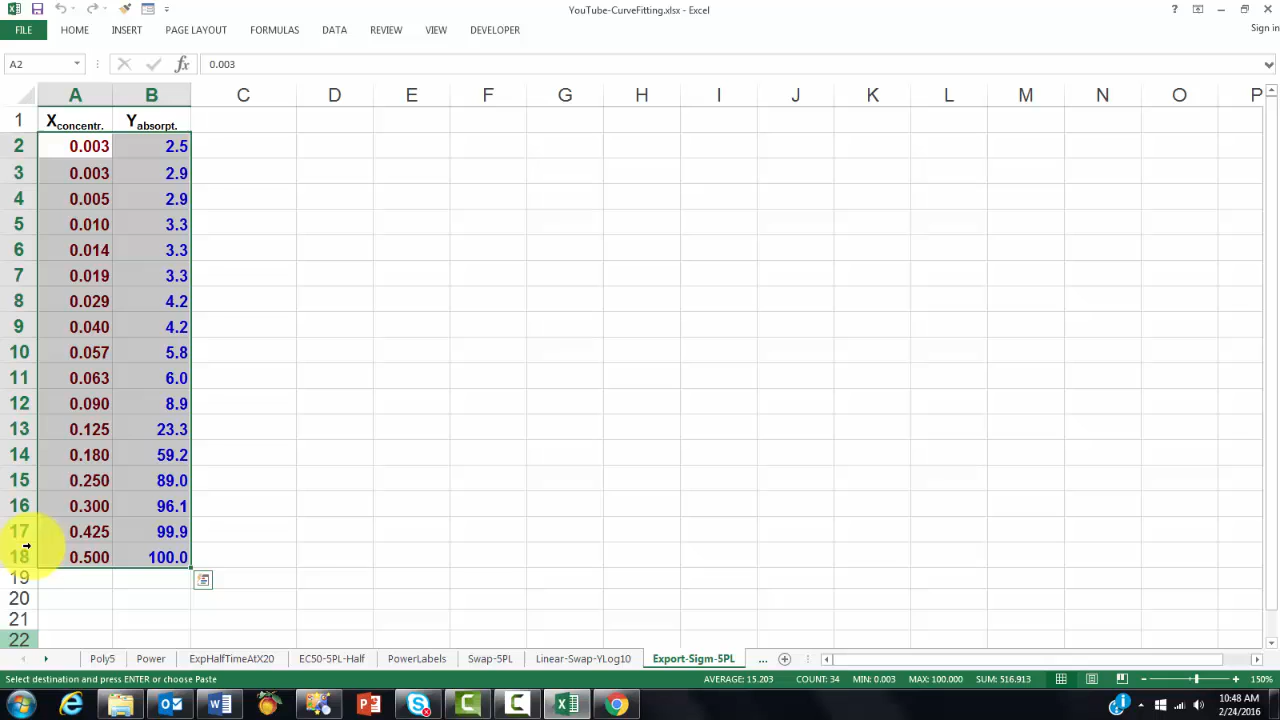 YouTube-CurveFitting.xlsx - Excel
FILE HOME INSERT PAGE LAYOUT FORMULAS DATA REVIEW VIEW DEVELOPER Sign in
A2 fx 0.003
A B C D E F G H I J K L M N O P
1 Xconcentr. Yabsorpt.
2 0.003 2.5
3 0.003 2.9
4 0.005 2.9
5 0.010 3.3
6 0.014 3.3
7 0.019 3.3
8 0.029 4.2
9 0.040 4.2
10 0.057 5.8
11 0.063 6.0
12 0.090 8.9
13 0.125 23.3
14 0.180 59.2
15 0.250 89.0
16 0.300 96.1
17 0.425 99.9
18 0.500 100.0
19
20
21
22
Poly5 Power ExpHalfTimeAtX20 EC50-5PL-Half PowerLabels Swap-5PL Linear-Swap-YLog10 Export-Sigm-5PL ...
Select destination and press ENTER or choose Paste AVERAGE: 15.203 COUNT: 34 MIN: 0.003 MAX: 100.000 SUM: 516.913 150%
10:48 AM
2/24/2016